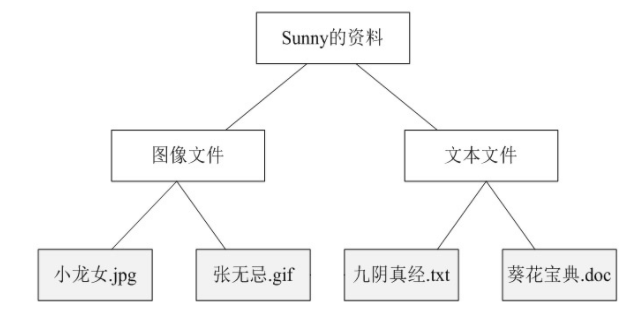 Sunny的资料
图像文件
文本文件
小龙女.jpg
张无忌.gif
九阴真经.txt
葵花宝典.doc